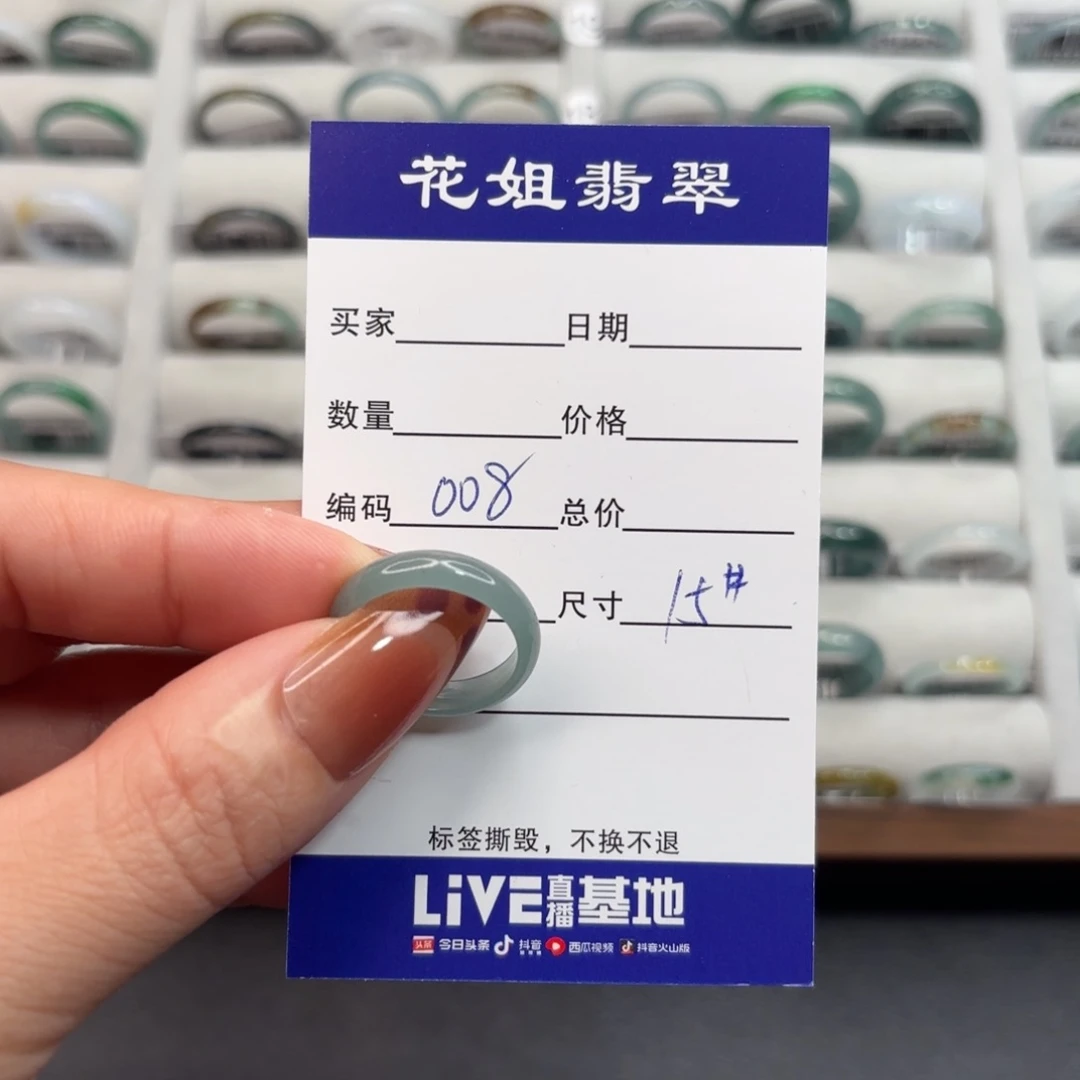 花姐翡翠
买家 日期
数量 价格
编码 008 总价
尺寸 15#
标签撕毁，不换不退
LiVE直播基地
头条 今日头条 抖音 西瓜视频 抖音火山版